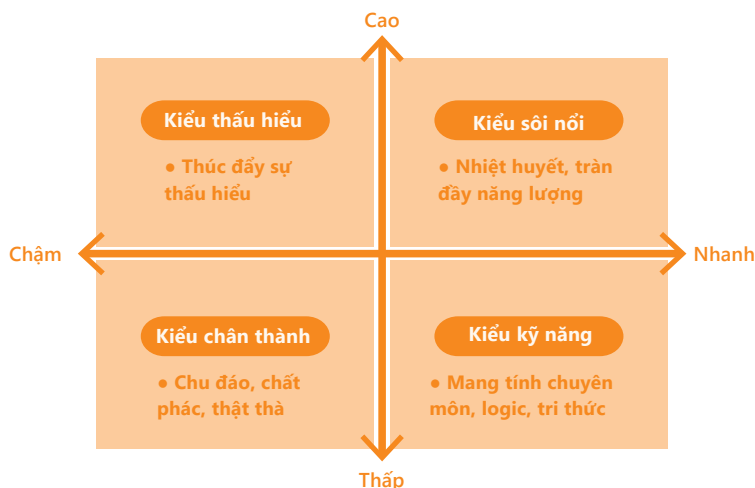 Cao
Kiểu thấu hiểu
● Thúc đẩy sự
thấu hiểu
Kiểu sôi nổi
● Nhiệt huyết, tràn
đầy năng lượng
Chậm
Nhanh
Kiểu chân thành
● Chu đáo, chất
phác, thật thà
Kiểu kỹ năng
● Mang tính chuyên
môn, logic, tri thức
Thấp